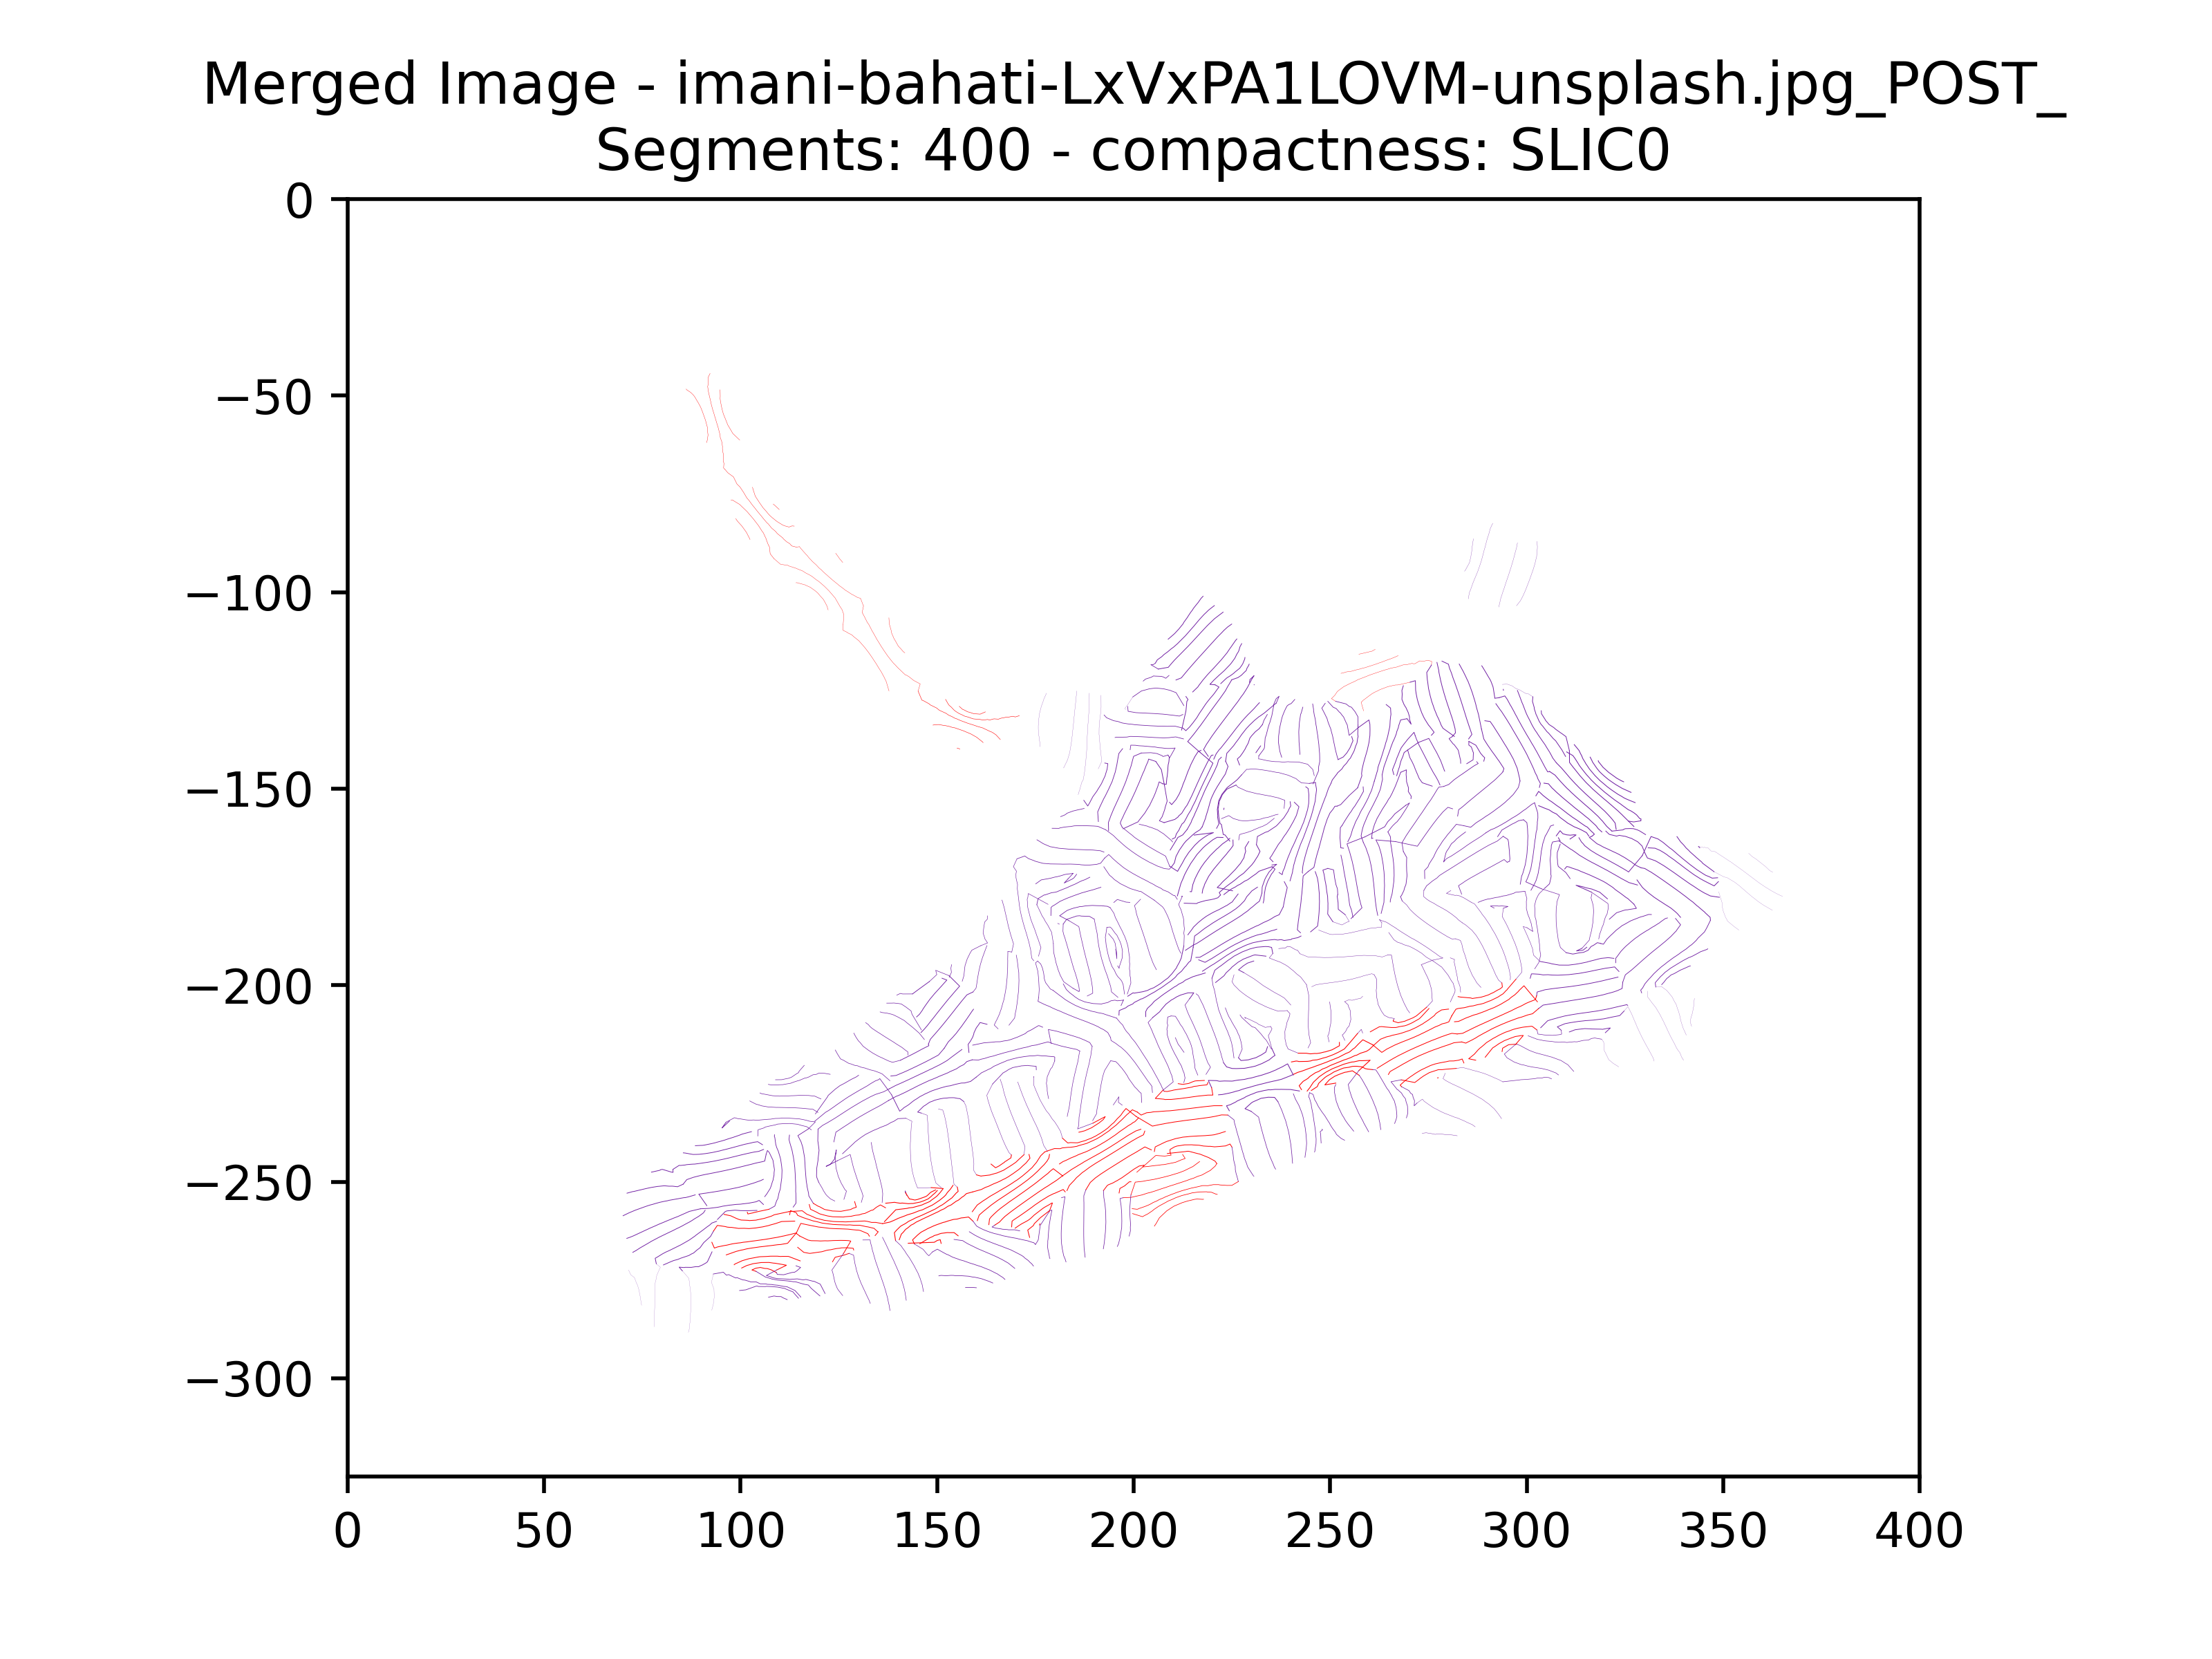 Merged Image - imani-bahati-LxVxPA1LOVM-unsplash.jpg_POST_
Segments: 400 - compactness: SLIC0
0
−50
−100
−150
−200
−250
−300
0 50 100 150 200 250 300 350 400